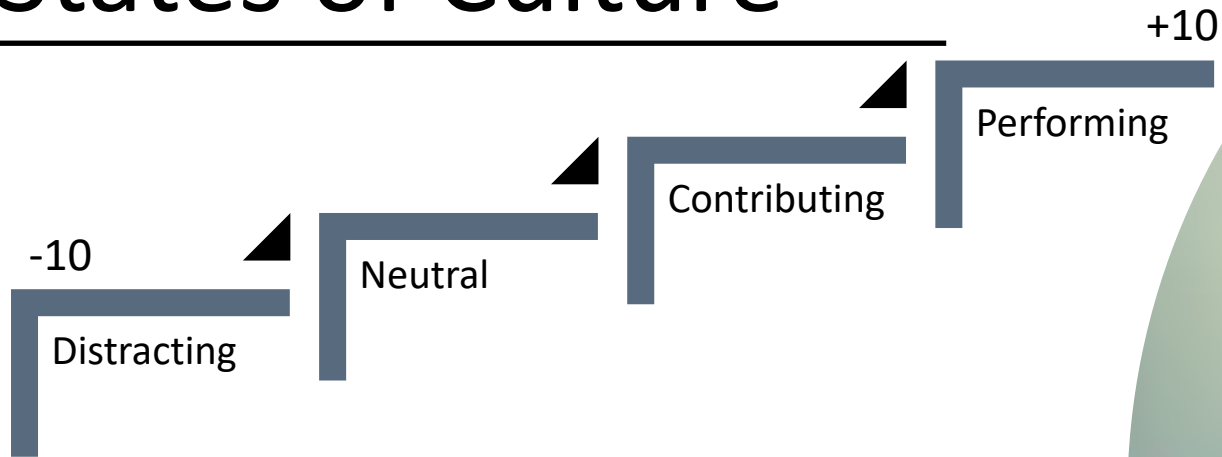 States of Culture
+10
Performing
Contributing
-10
Neutral
Distracting